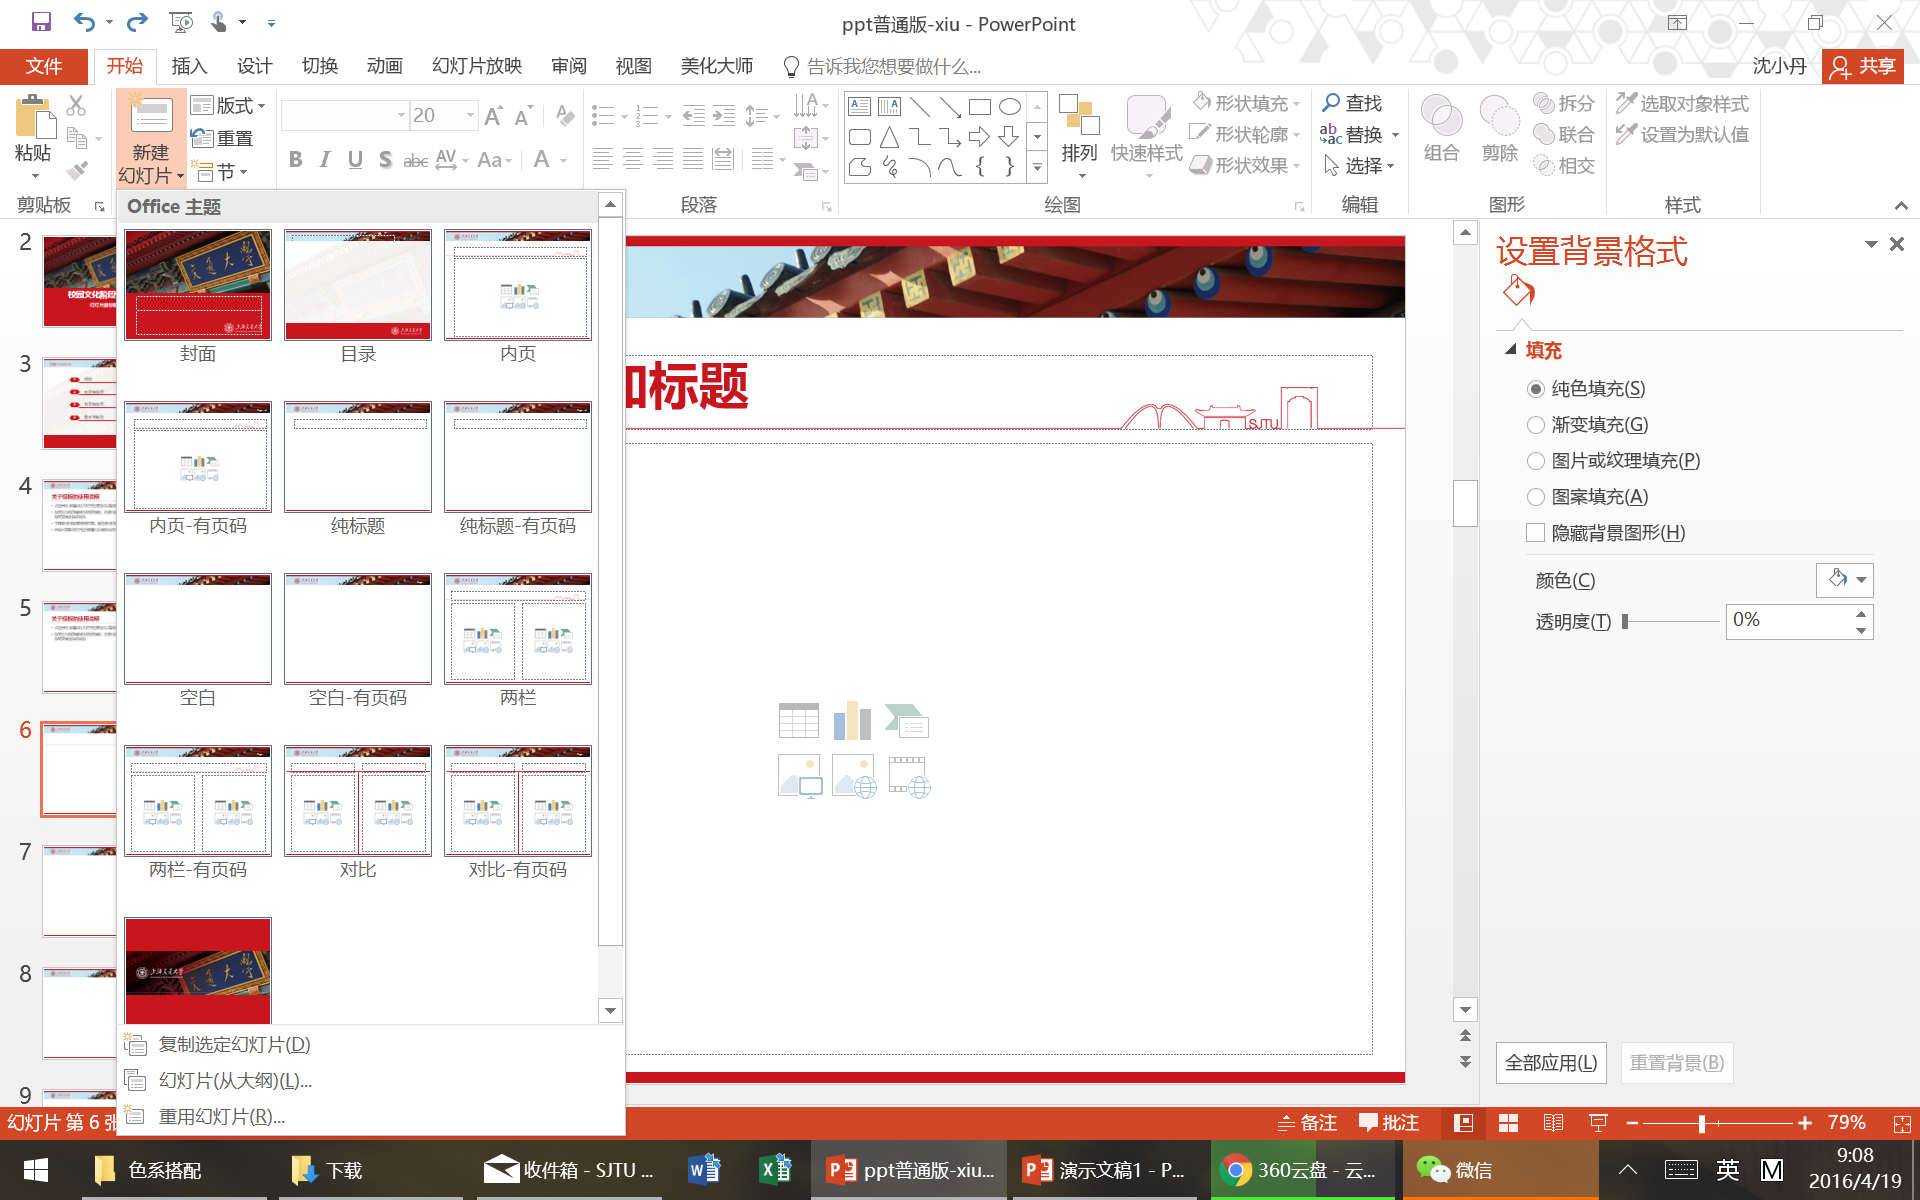 ppt普通版-xiu - PowerPoint
文件 开始 插入 设计 切换 动画 幻灯片放映 审阅 视图 美化大师 告诉我您想要做什么... 沈小丹 共享
粘贴
剪贴板
新建
幻灯片
版式
重置
节
20
B I U S abc AV Aa A
段落
排列
快速样式
形状填充
形状轮廓
形状效果
绘图
查找
替换
选择
编辑
组合
剪除
拆分
联合
相交
图形
选取对象样式
设置为默认值
样式
Office 主题
封面 目录 内页
内页-有页码 纯标题 纯标题-有页码
空白 空白-有页码 两栏
两栏-有页码 对比 对比-有页码
复制选定幻灯片(D)
幻灯片(从大纲)(L)...
重用幻灯片(R)...
2
3
4
5
6
7
8
9
加标题
SJTU
设置背景格式
填充
纯色填充(S)
渐变填充(G)
图片或纹理填充(P)
图案填充(A)
隐藏背景图形(H)
颜色(C)
透明度(T) 0%
全部应用(L) 重置背景(B)
幻灯片 第 6 张
备注 批注 79%
色系搭配 下载 收件箱 - SJTU ... ppt普通版-xiu... 演示文稿1 - P... 360云盘 - 云... 微信 英 M
9:08
2016/4/19